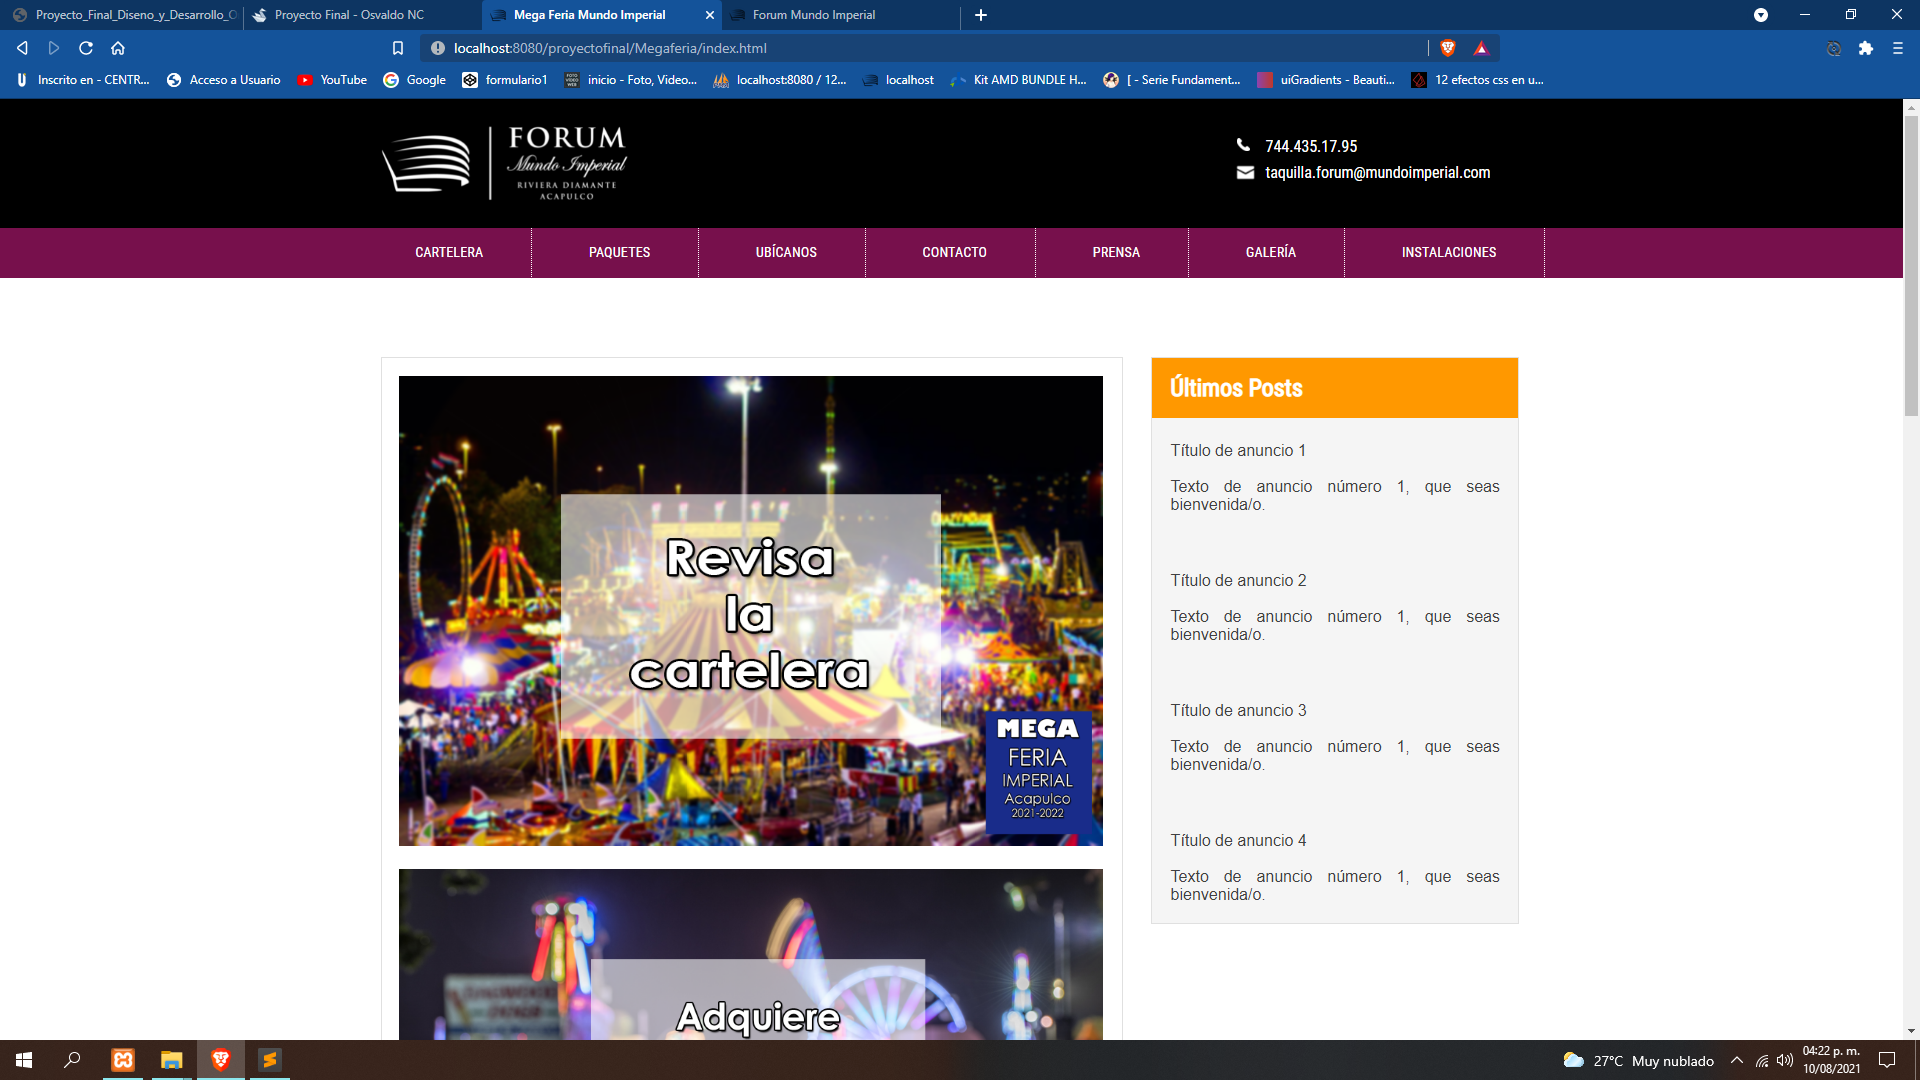 Proyecto_Final_Diseno_y_Desarrollo_O
Proyecto Final - Osvaldo NC
Mega Feria Mundo Imperial
Forum Mundo Imperial
localhost:8080/proyectofinal/Megaferia/index.html
Inscrito en - CENTR...
Acceso a Usuario
YouTube
Google
formulario1
inicio - Foto, Video...
localhost:8080 / 12...
localhost
Kit AMD BUNDLE H...
[ - Serie Fundament...
uiGradients - Beauti...
12 efectos css en u...
FORUM
Mundo Imperial
RIVIERA DIAMANTE
ACAPULCO
744.435.17.95
taquilla.forum@mundoimperial.com
CARTELERA
PAQUETES
UBÍCANOS
CONTACTO
PRENSA
GALERÍA
INSTALACIONES
Revisa
la
cartelera
CRAZY HOUSE
MEGA
FERIA
IMPERIAL
Acapulco
2021-2022
Adquiere
Últimos Posts
Título de anuncio 1
Texto de anuncio número 1, que seas
bienvenida/o.
Título de anuncio 2
Texto de anuncio número 1, que seas
bienvenida/o.
Título de anuncio 3
Texto de anuncio número 1, que seas
bienvenida/o.
Título de anuncio 4
Texto de anuncio número 1, que seas
bienvenida/o.
27°C Muy nublado
04:22 p. m.
10/08/2021